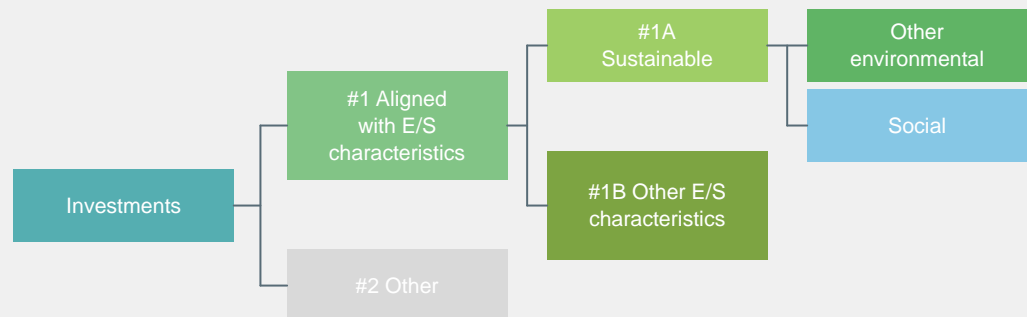 #1A
Sustainable
Other
environmental
#1 Aligned
with E/S
characteristics
Social
Investments
#1B Other E/S
characteristics
#2 Other